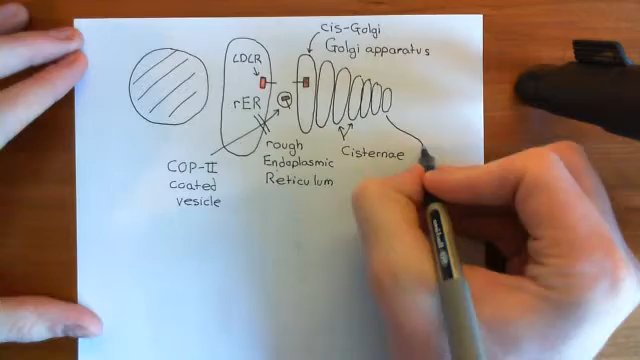 cis-Golgi
Golgi apparatus
LDLR
rER
rough
Endoplasmic
Reticulum
Cisternae
COP-II
coated
vesicle